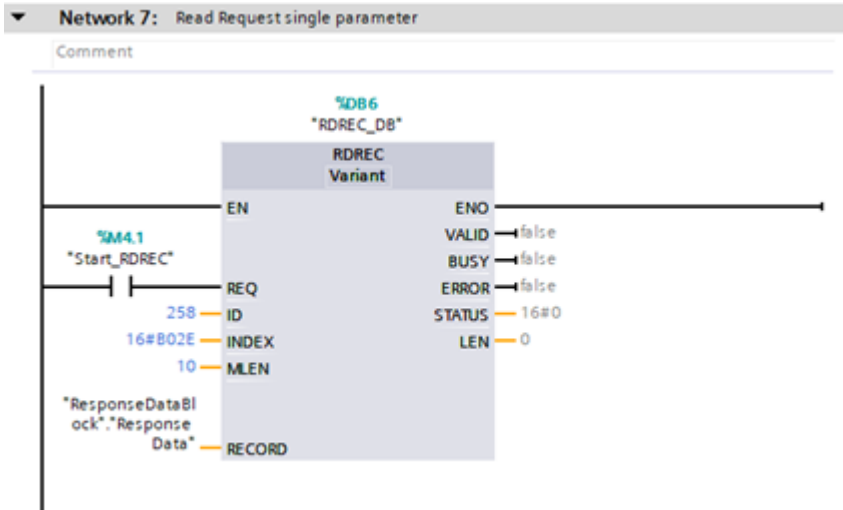 Network 7: Read Request single parameter
Comment
%DB6
"RDREC_DB"
RDREC
Variant
EN ENO
VALID false
%M4.1
"Start_RDREC"
BUSY false
REQ ERROR false
258 ID STATUS 16#0
16#B02E INDEX LEN 0
10 MLEN
"ResponseDataBl
ock"."Response
Data" RECORD